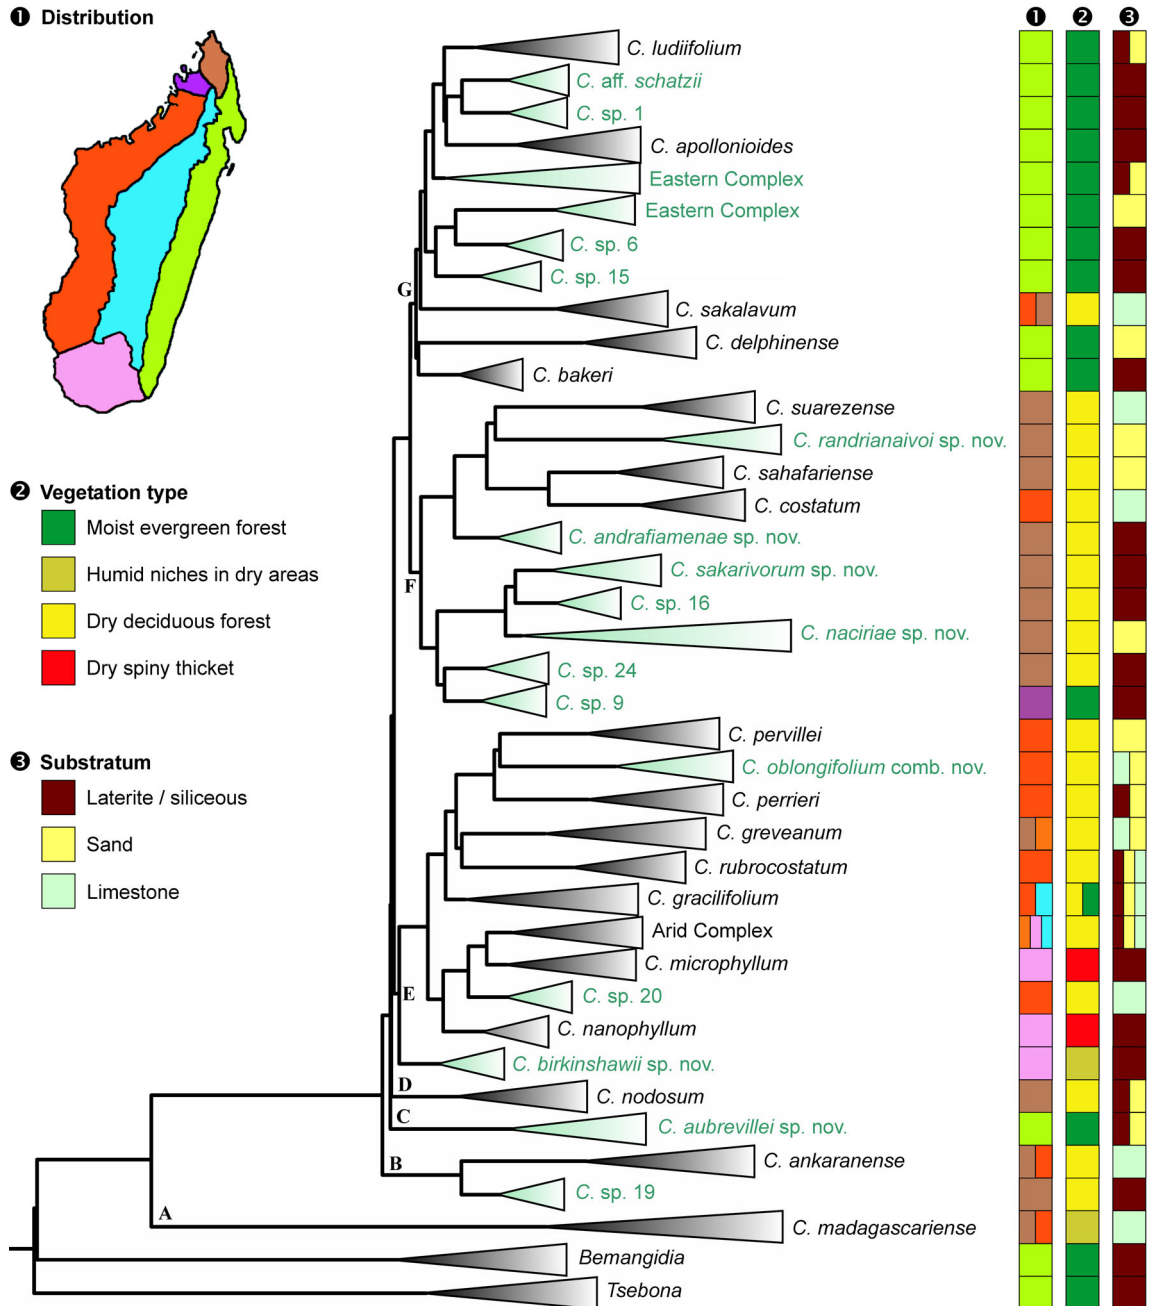 ❶ Distribution
❶ ❷ ❸
C. ludiifolium
C. aff. schatzii
C. sp. 1
C. apollonioides
Eastern Complex
Eastern Complex
C. sp. 6
C. sp. 15
G
C. sakalavum
C. delphinense
C. bakeri
C. suarezense
C. randrianaivoi sp. nov.
C. sahafariense
C. costatum
C. andrafiamenae sp. nov.
C. sakarivorum sp. nov.
F
C. sp. 16
C. naciriae sp. nov.
C. sp. 24
C. sp. 9
C. pervillei
C. oblongifolium comb. nov.
C. perrieri
C. greveanum
C. rubrocostatum
C. gracilifolium
Arid Complex
C. microphyllum
E
C. sp. 20
C. nanophyllum
C. birkinshawii sp. nov.
D
C. nodosum
C
C. aubrevillei sp. nov.
B
C. ankaranense
C. sp. 19
A
C. madagascariense
Bemangidia
Tsebona
❷ Vegetation type
Moist evergreen forest
Humid niches in dry areas
Dry deciduous forest
Dry spiny thicket
❸ Substratum
Laterite / siliceous
Sand
Limestone